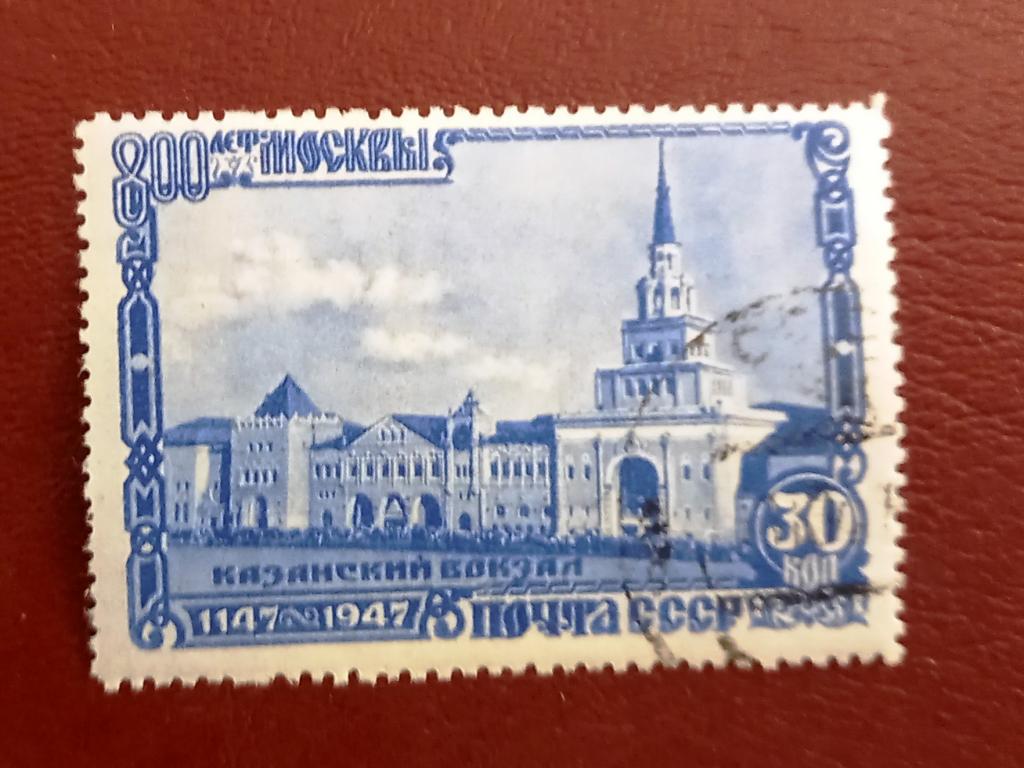 800 ЛЕТ МОСКВЫ
КАЗАНСКИЙ ВОКЗАЛ
30
КОП
1147~1947 ПОЧТА СССР